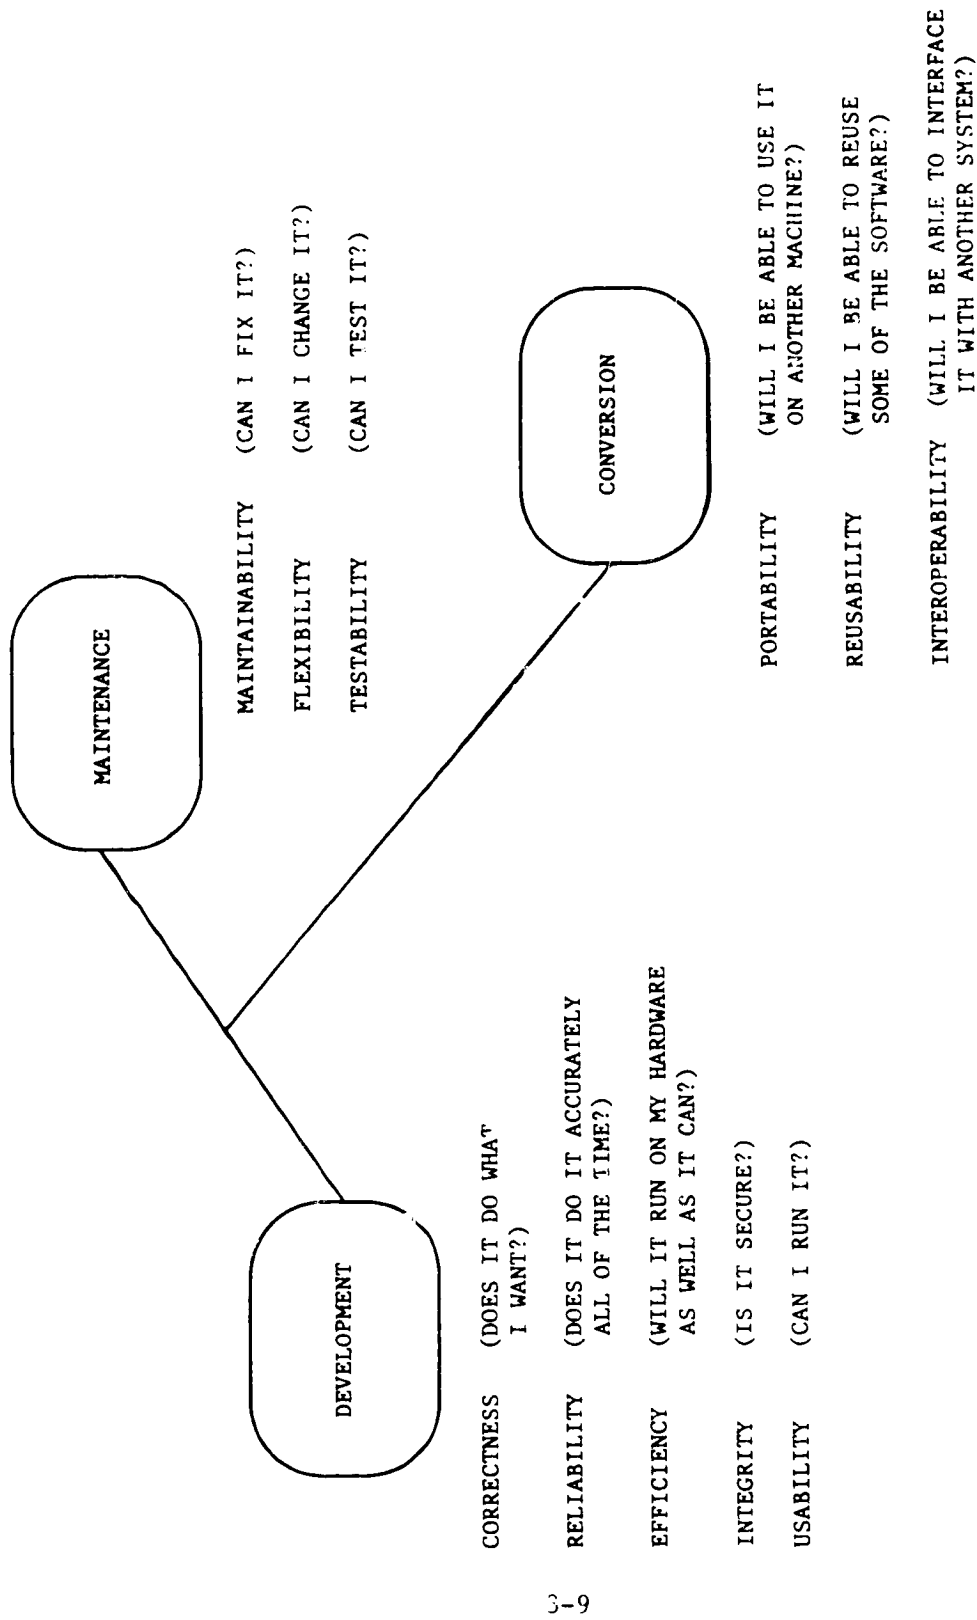 MAINTENANCE
MAINTAINABILITY (CAN I FIX IT?)
FLEXIBILITY (CAN I CHANGE IT?)
TESTABILITY (CAN I TEST IT?)
DEVELOPMENT
CORRECTNESS (DOES IT DO WHAT
I WANT?)
RELIABILITY (DOES IT DO IT ACCURATELY
ALL OF THE TIME?)
EFFICIENCY (WILL IT RUN ON MY HARDWARE
AS WELL AS IT CAN?)
INTEGRITY (IS IT SECURE?)
USABILITY (CAN I RUN IT?)
CONVERSION
PORTABILITY (WILL I BE ABLE TO USE IT
ON ANOTHER MACHINE?)
REUSABILITY (WILL I BE ABLE TO REUSE
SOME OF THE SOFTWARE?)
INTEROPERABILITY (WILL I BE ABLE TO INTERFACE
IT WITH ANOTHER SYSTEM?)
3-9